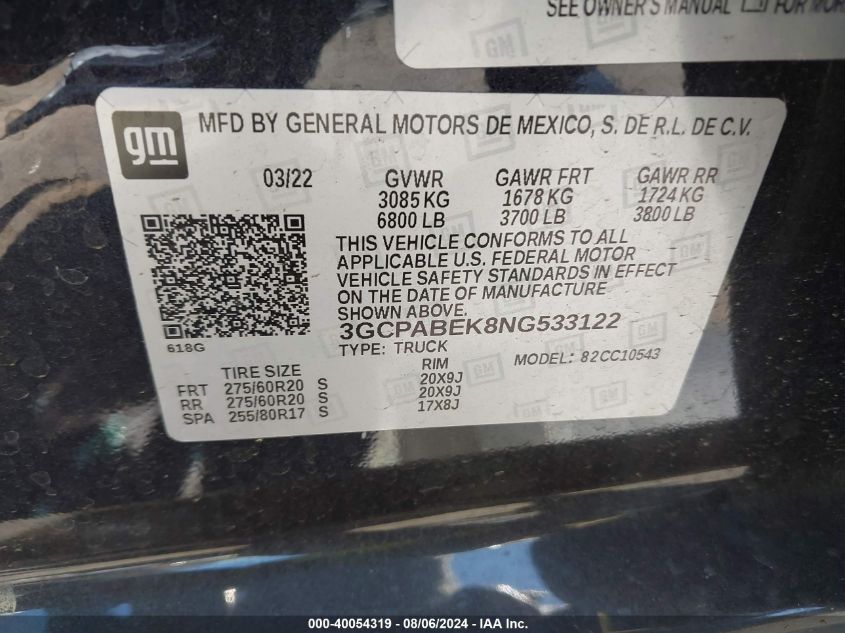 SEE OWNER'S MANUAL FOR MOR
gm
MFD BY GENERAL MOTORS DE MEXICO, S. DE R.L. DE C.V.
03/22 GVWR GAWR FRT GAWR RR
3085 KG 1678 KG 1724 KG
6800 LB 3700 LB 3800 LB
THIS VEHICLE CONFORMS TO ALL
APPLICABLE U.S. FEDERAL MOTOR
VEHICLE SAFETY STANDARDS IN EFFECT
ON THE DATE OF MANUFACTURE
SHOWN ABOVE.
618G
3GCPABEK8NG533122
TYPE: TRUCK MODEL: 82CC10543
TIRE SIZE RIM
FRT 275/60R20 S 20X9J
RR 275/60R20 S 20X9J
SPA 255/80R17 S 17X8J
000-40054319 - 08/06/2024 - IAA Inc.